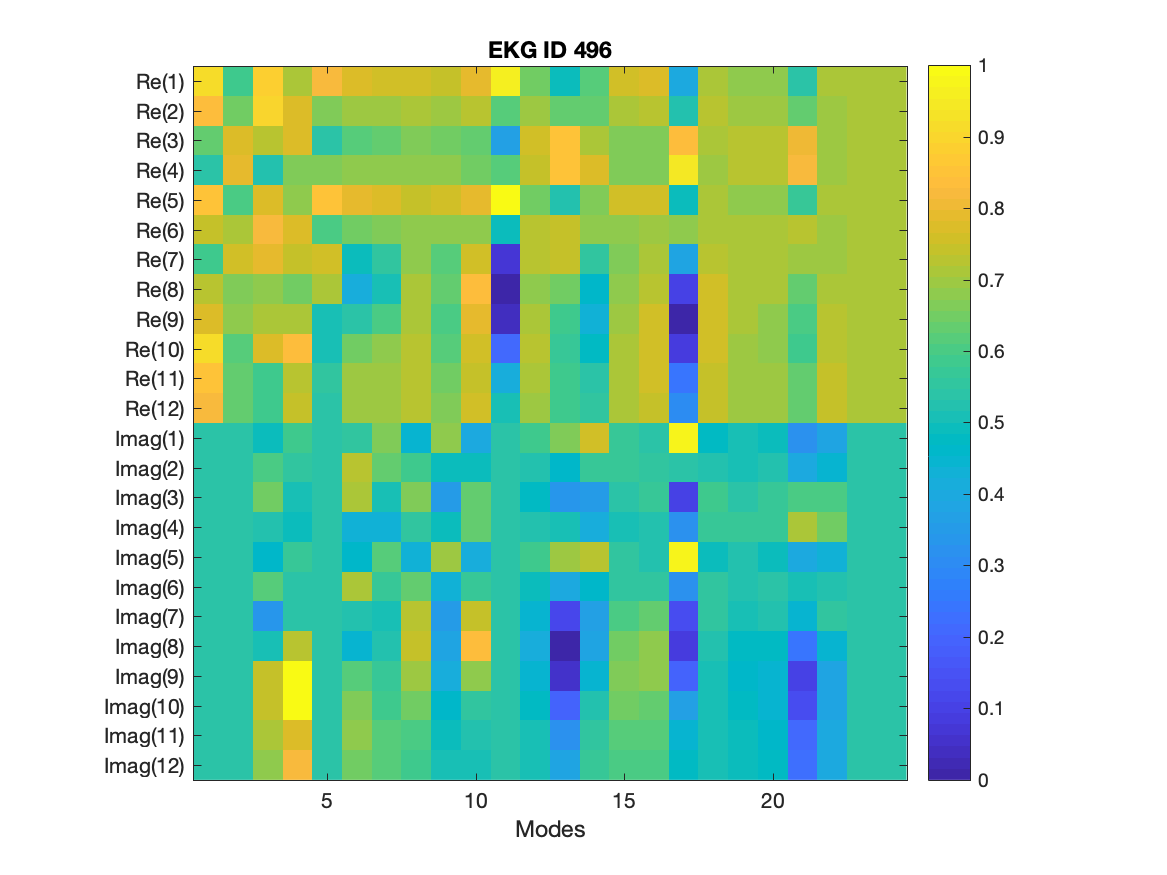 EKG ID 496
Re(1)
Re(2)
Re(3)
Re(4)
Re(5)
Re(6)
Re(7)
Re(8)
Re(9)
Re(10)
Re(11)
Re(12)
Imag(1)
Imag(2)
Imag(3)
Imag(4)
Imag(5)
Imag(6)
Imag(7)
Imag(8)
Imag(9)
Imag(10)
Imag(11)
Imag(12)
5 10 15 20
Modes
1
0.9
0.8
0.7
0.6
0.5
0.4
0.3
0.2
0.1
0